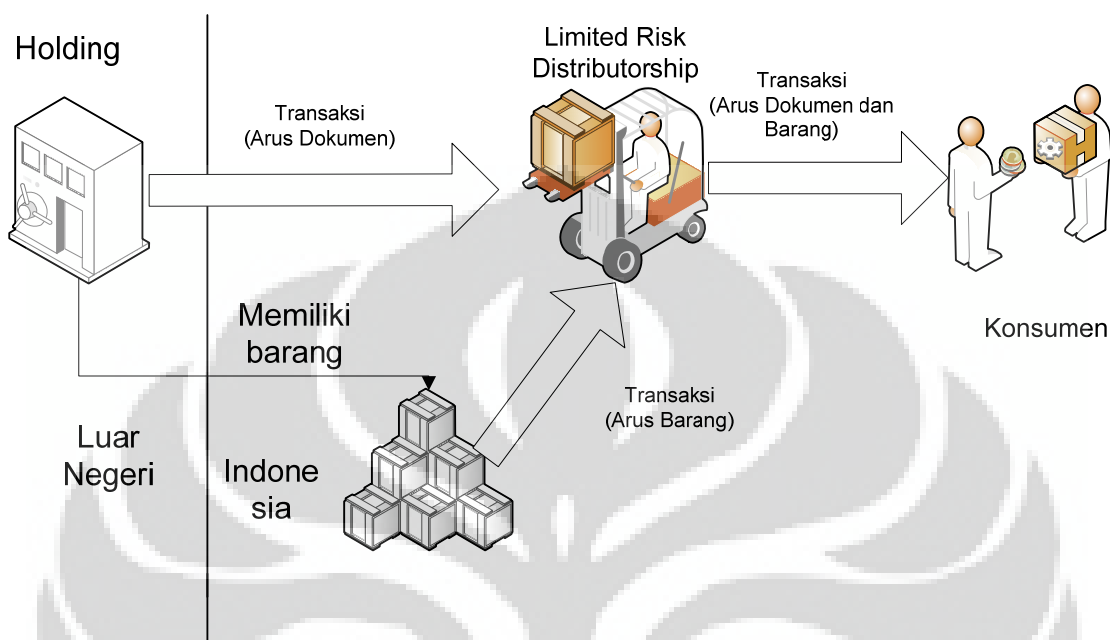 Holding
Limited Risk
Distributorship
Transaksi
(Arus Dokumen)
Transaksi
(Arus Dokumen dan
Barang)
Memiliki
barang
Konsumen
Transaksi
(Arus Barang)
Luar
Negeri
Indone
sia